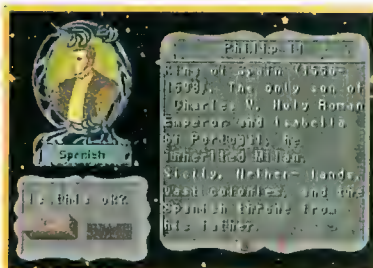 Phillip II
King of Spain (1556-
1598). The only son of
Charles V, Holy Roman
Emperor and Isabella
of Portugal, he
inherited Milan,
Sicily, Nether- lands,
vast colonies, and the
Spanish throne from
his father.
Spanish
Is this ok?